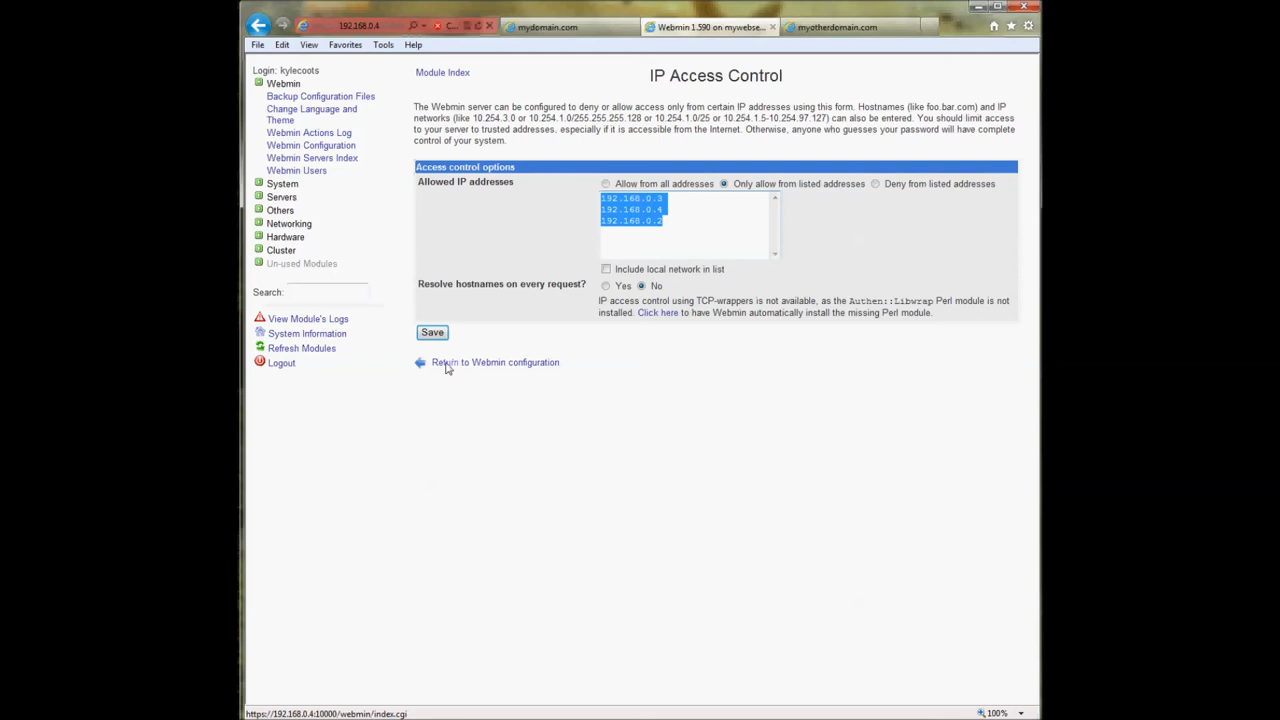 192.168.0.4
C...
mydomain.com
Webmin 1.590 on mywebse...
myotherdomain.com
File Edit View Favorites Tools Help
Login: kylecoots
Webmin
Backup Configuration Files
Change Language and
Theme
Webmin Actions Log
Webmin Configuration
Webmin Servers Index
Webmin Users
System
Servers
Others
Networking
Hardware
Cluster
Un-used Modules
Search:
View Module's Logs
System Information
Refresh Modules
Logout
Module Index
IP Access Control
The Webmin server can be configured to deny or allow access only from certain IP addresses using this form. Hostnames (like foo.bar.com) and IP
networks (like 10.254.3.0 or 10.254.1.0/255.255.255.128 or 10.254.1.0/25 or 10.254.1.5-10.254.97.127) can also be entered. You should limit access
to your server to trusted addresses, especially if it is accessible from the Internet. Otherwise, anyone who guesses your password will have complete
control of your system.
Access control options
Allowed IP addresses
Allow from all addresses Only allow from listed addresses Deny from listed addresses
192.168.0.3
192.168.0.4
192.168.0.2
Include local network in list
Resolve hostnames on every request?
Yes No
IP access control using TCP-wrappers is not available, as the Authen::Libwrap Perl module is not
installed. Click here to have Webmin automatically install the missing Perl module.
Save
Return to Webmin configuration
https://192.168.0.4:10000/webmin/index.cgi
100%